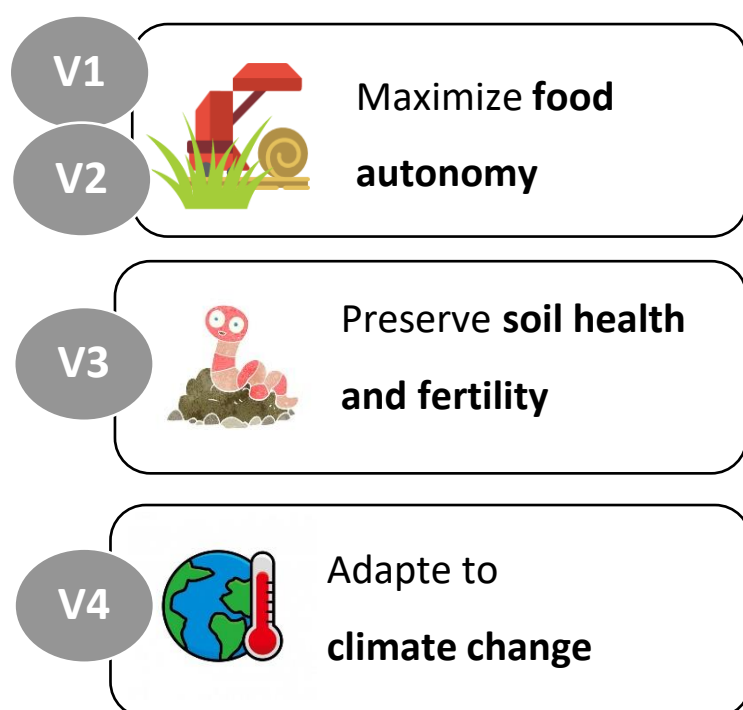 V1
Maximize food
V2
autonomy
V3
Preserve soil health
and fertility
V4
Adapte to
climate change